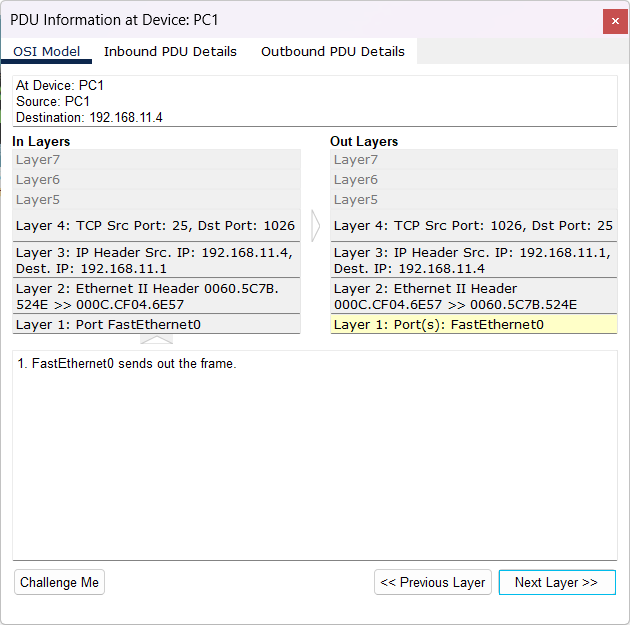 PDU Information at Device: PC1
OSI Model Inbound PDU Details Outbound PDU Details
At Device: PC1
Source: PC1
Destination: 192.168.11.4
In Layers
Layer7
Layer6
Layer5
Layer 4: TCP Src Port: 25, Dst Port: 1026
Layer 3: IP Header Src. IP: 192.168.11.4,
Dest. IP: 192.168.11.1
Layer 2: Ethernet II Header 0060.5C7B.
524E >> 000C.CF04.6E57
Layer 1: Port FastEthernet0
Out Layers
Layer7
Layer6
Layer5
Layer 4: TCP Src Port: 1026, Dst Port: 25
Layer 3: IP Header Src. IP: 192.168.11.1,
Dest. IP: 192.168.11.4
Layer 2: Ethernet II Header
000C.CF04.6E57 >> 0060.5C7B.524E
Layer 1: Port(s): FastEthernet0
1. FastEthernet0 sends out the frame.
Challenge Me << Previous Layer Next Layer >>